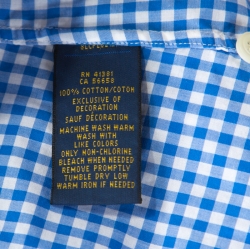 RN 41381
CA 56658
100% COTTON/COTON
EXCLUSIVE OF
DECORATION
SAUF DÉCORATION
MACHINE WASH WARM
WASH WITH
LIKE COLORS
ONLY NON-CHLORINE
BLEACH WHEN NEEDED
REMOVE PROMPTLY
TUMBLE DRY LOW
WARM IRON IF NEEDED